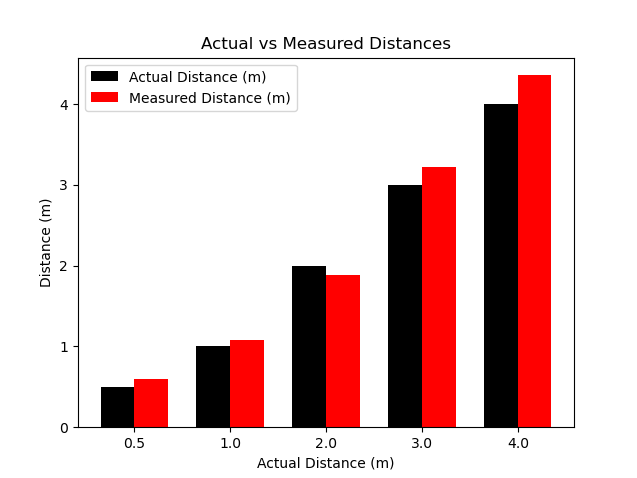 Actual vs Measured Distances
Actual Distance (m)
Measured Distance (m)
Distance (m)
4
3
2
1
0
0.5 1.0 2.0 3.0 4.0
Actual Distance (m)